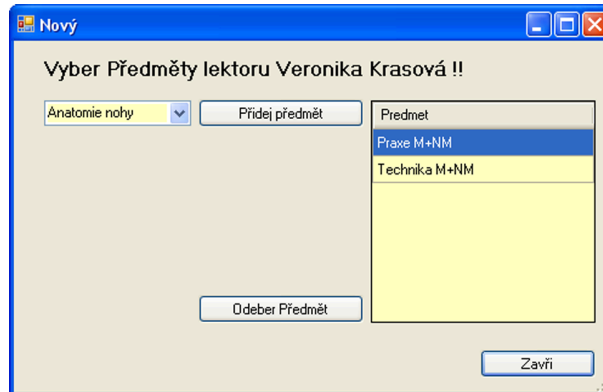 Nový
Vyber Předměty lektoru Veronika Krasová !!
Anatomie nohy
Přidej předmět
Predmet
Praxe M+NM
Technika M+NM
Odeber Předmět
Zavři